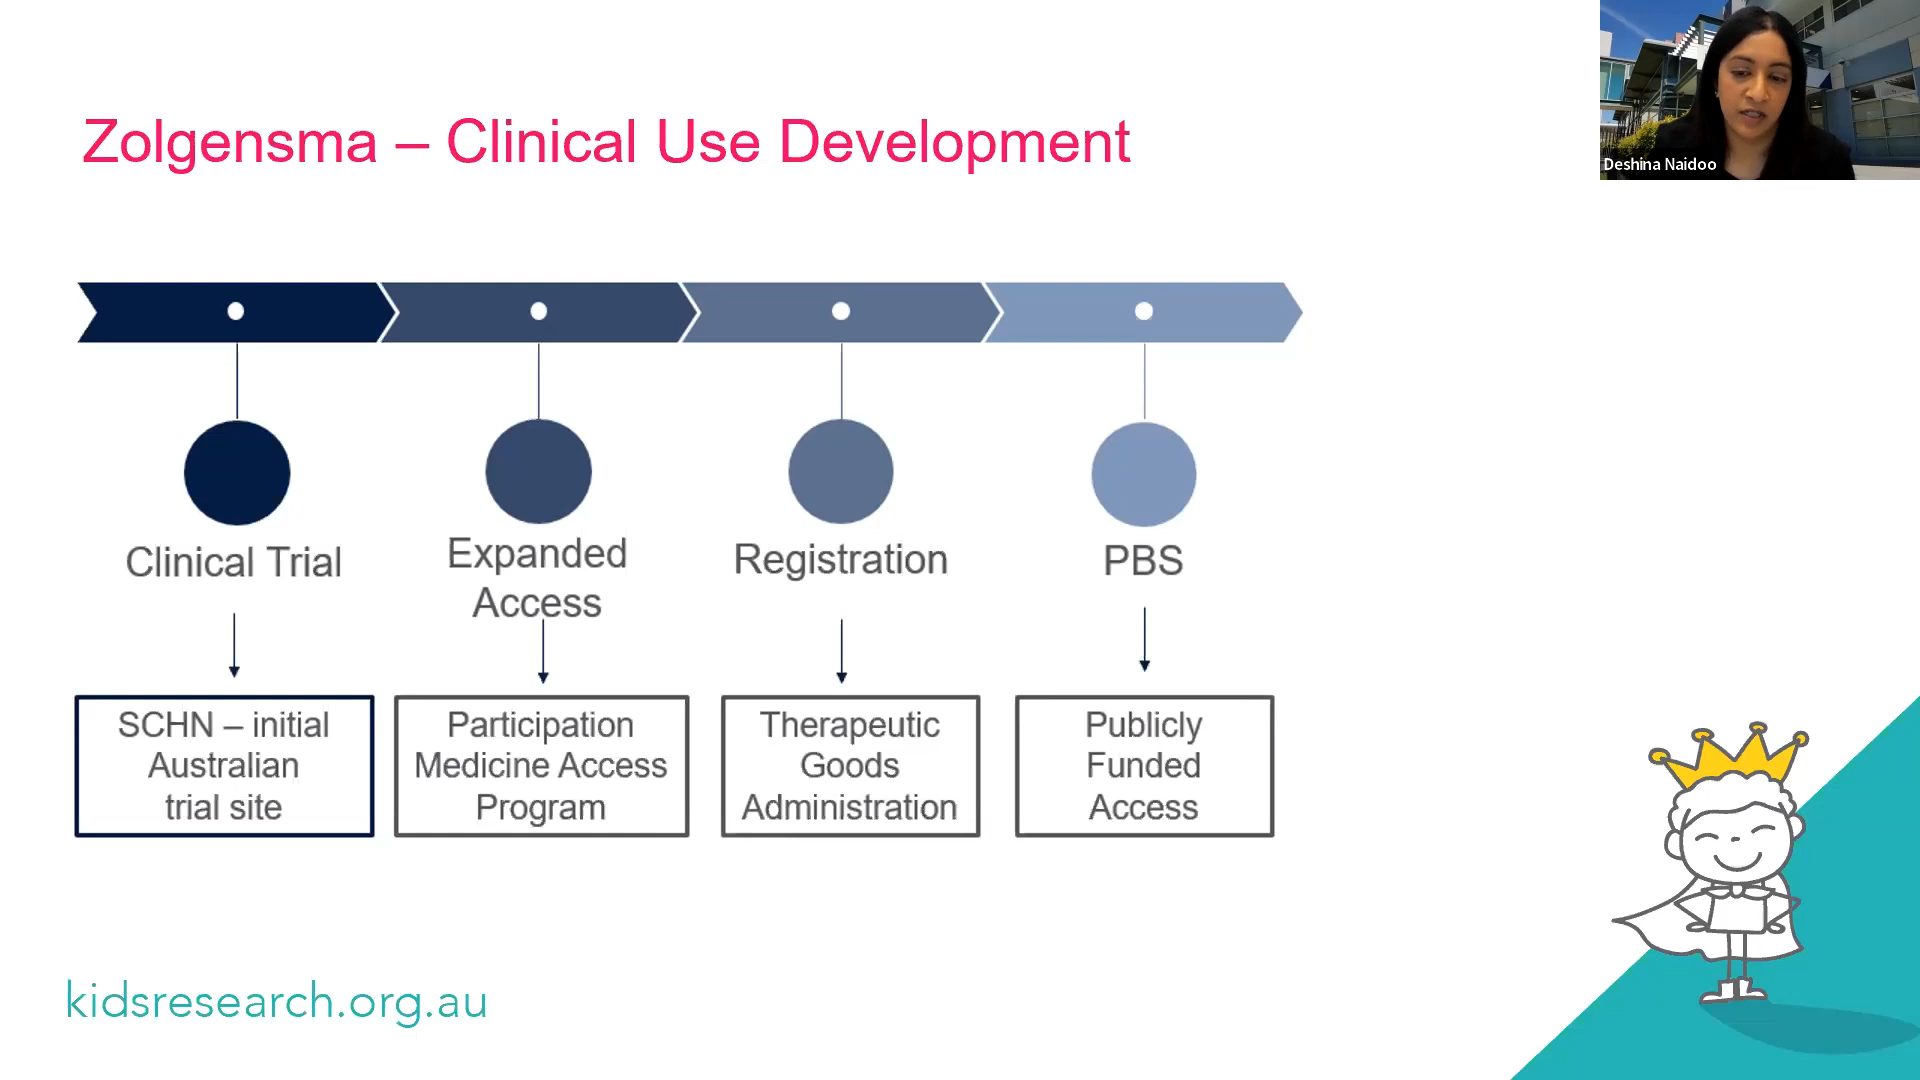 Zolgensma – Clinical Use Development
Deshina Naidoo
Clinical Trial
Expanded
Access
Registration
PBS
SCHN – initial
Australian
trial site
Participation
Medicine Access
Program
Therapeutic
Goods
Administration
Publicly
Funded
Access
kidsresearch.org.au